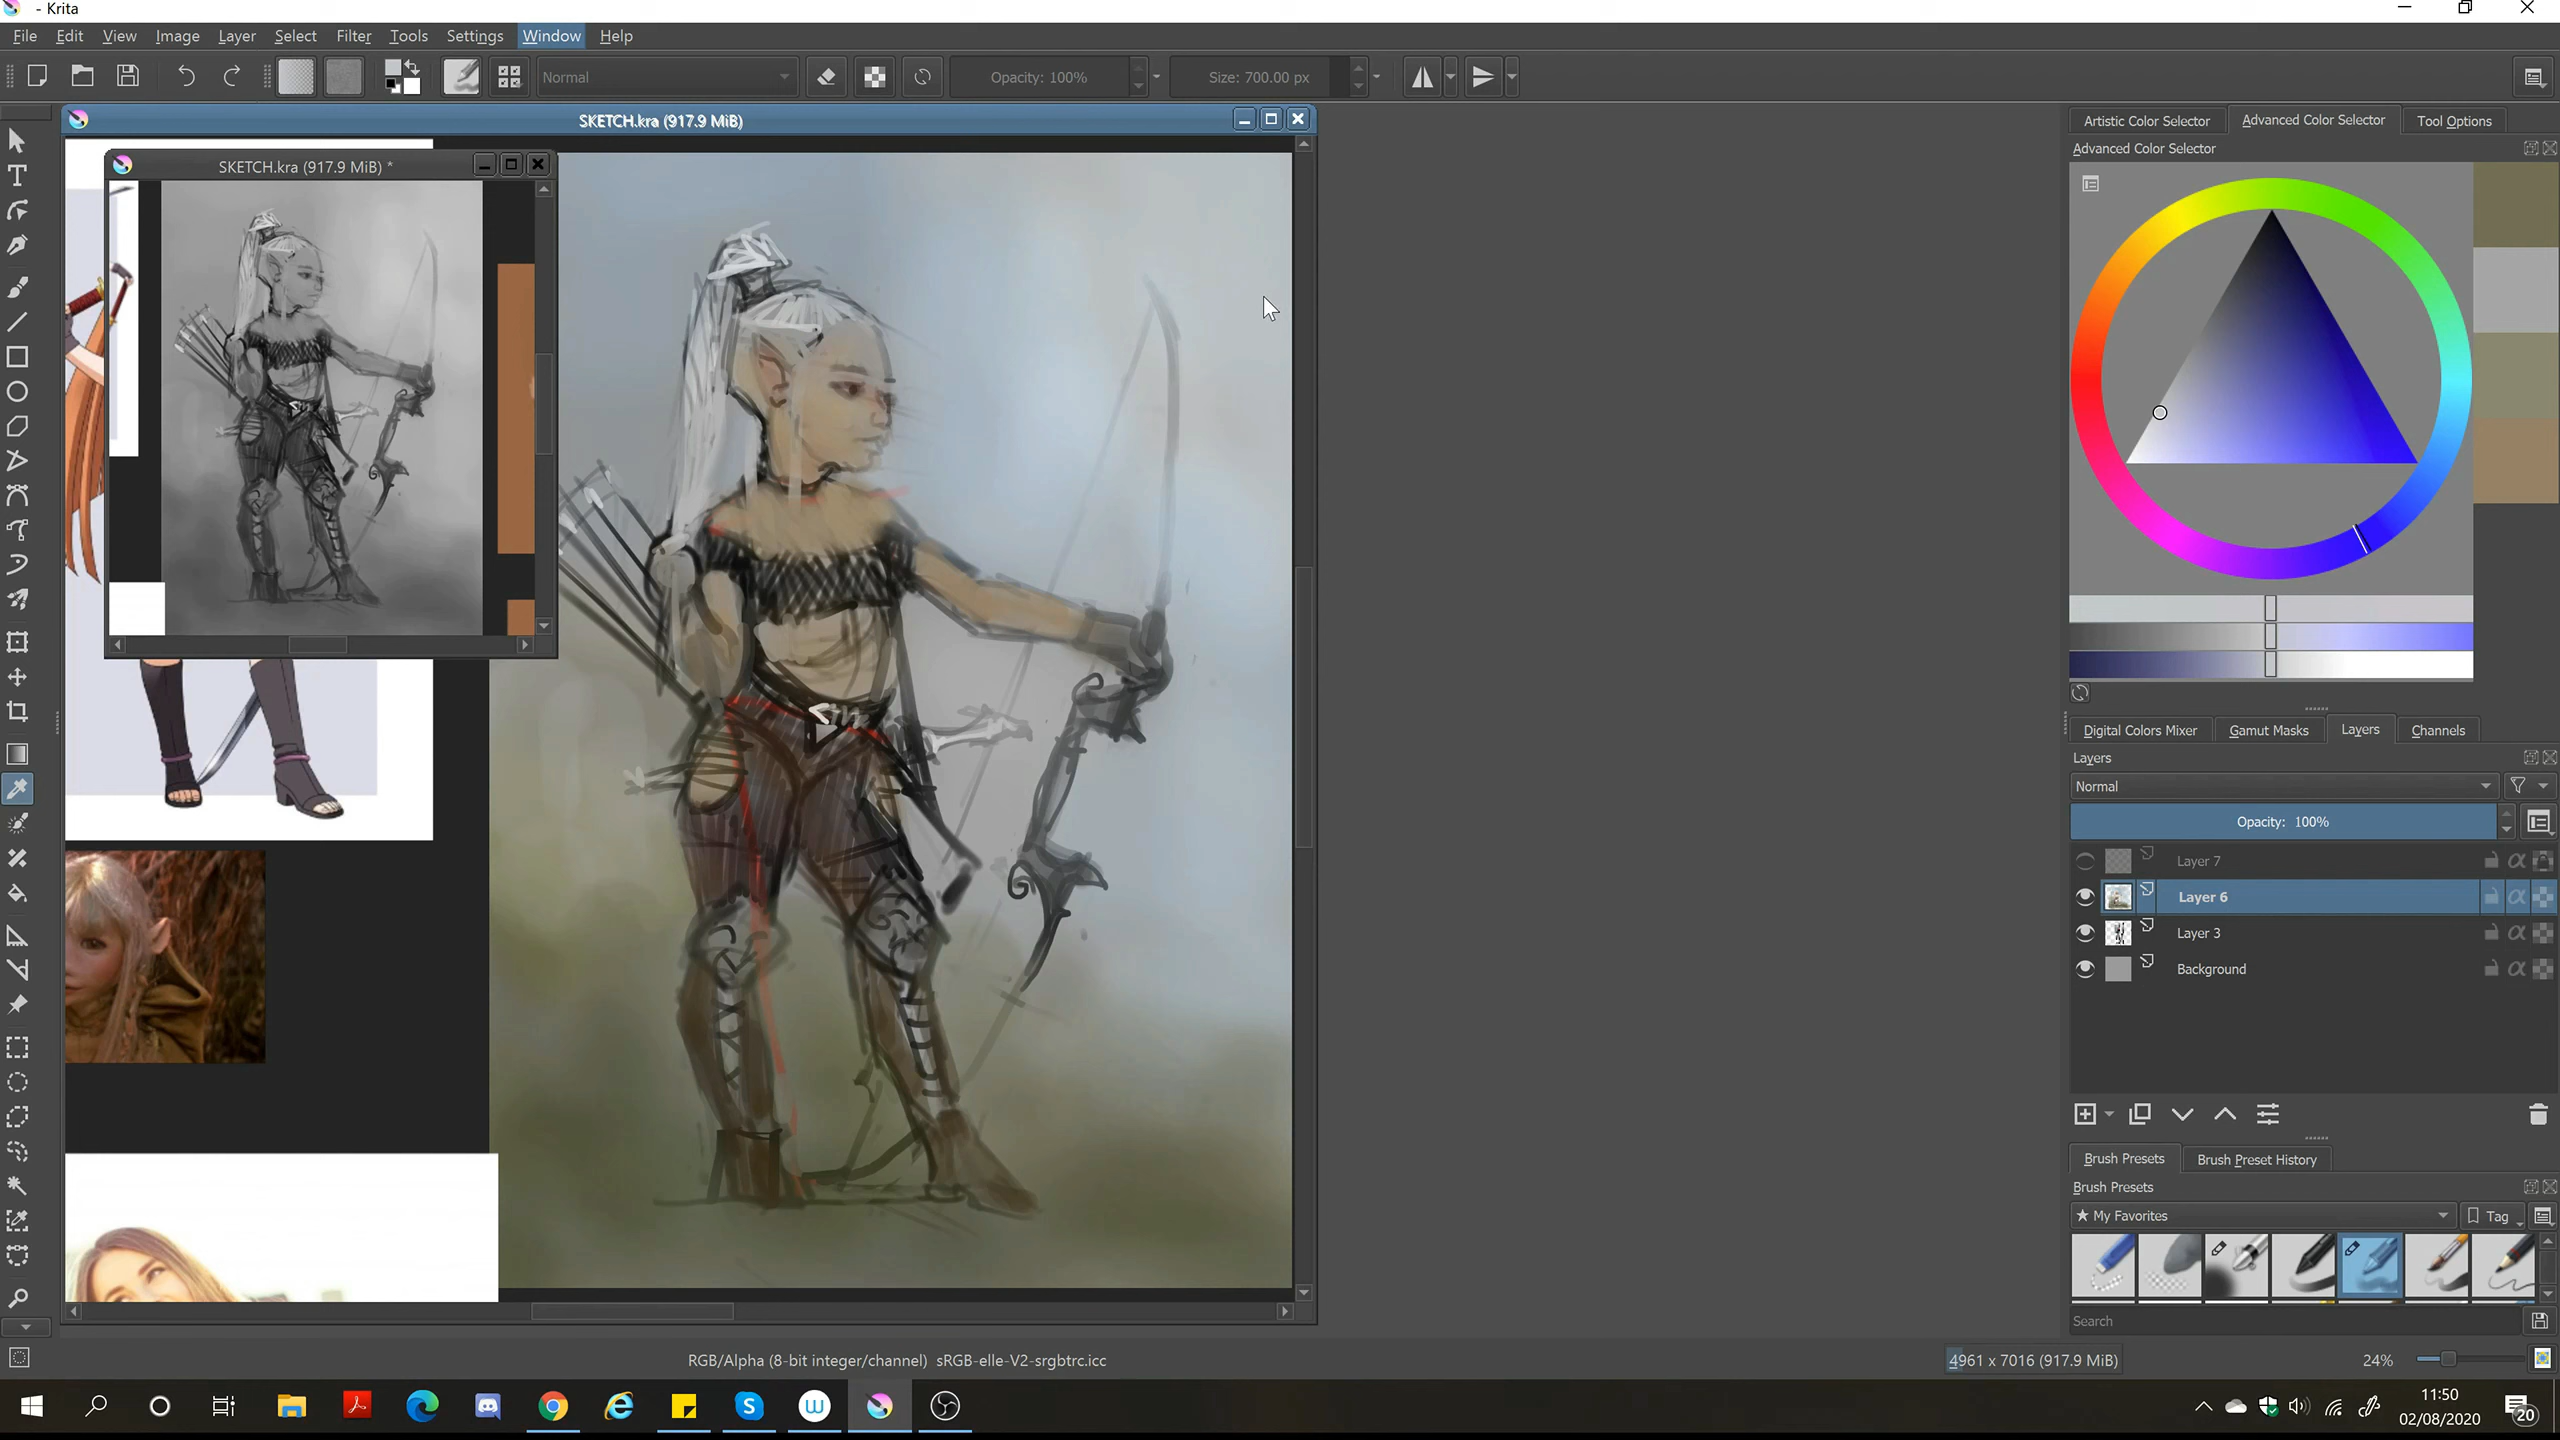 - Krita
File Edit View Image Layer Select Filter Tools Settings Window Help
Normal
Opacity: 100%
Size: 700.00 px
SKETCH.kra (917.9 MiB)
SKETCH.kra (917.9 MiB) *
Artistic Color Selector Advanced Color Selector Tool Options
Advanced Color Selector
Digital Colors Mixer Gamut Masks Layers Channels
Layers
Normal
Opacity: 100%
Layer 7
Layer 6
Layer 3
Background
Brush Presets Brush Preset History
Brush Presets
★ My Favorites
Tag
Search
RGB/Alpha (8-bit integer/channel) sRGB-elle-V2-srgbtrc.icc
4961 x 7016 (917.9 MiB)
24%
11:50
02/08/2020
20